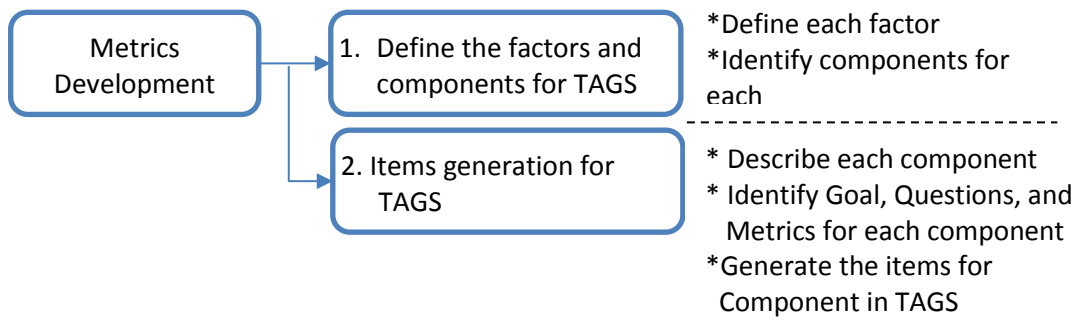 Metrics
Development
1. Define the factors and
components for TAGS
*Define each factor
*Identify components for
each
2. Items generation for
TAGS
* Describe each component
* Identify Goal, Questions, and
Metrics for each component
*Generate the items for
Component in TAGS